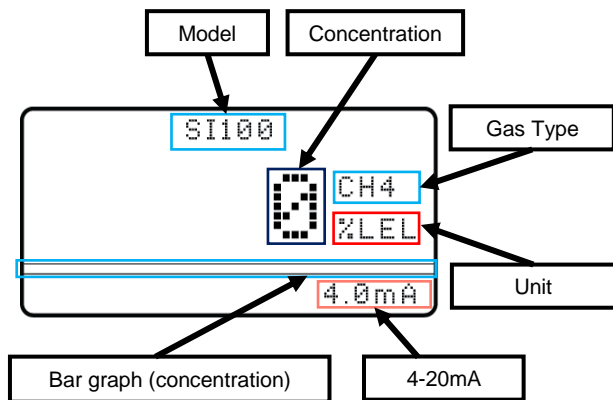 Model
Concentration
SI100
Gas Type
0
CH4
%LEL
4.0mA
Unit
Bar graph (concentration)
4-20mA